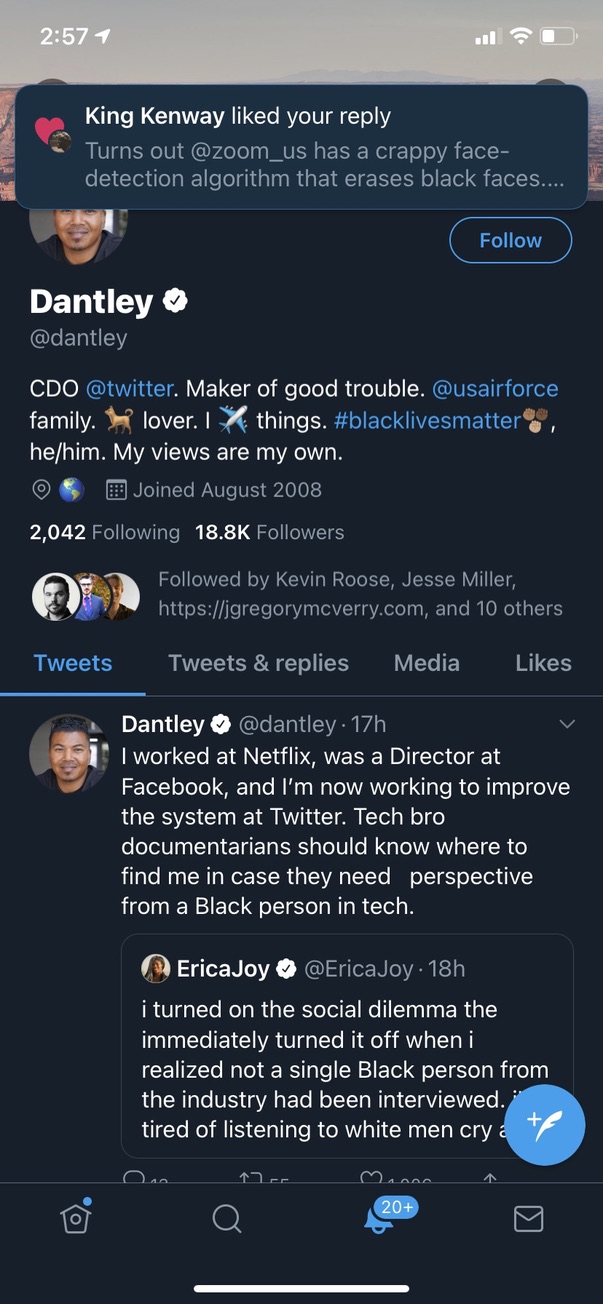 2:57
King Kenway liked your reply
Turns out @zoom_us has a crappy face-
detection algorithm that erases black faces....
Follow
Dantley
@dantley
CDO @twitter. Maker of good trouble. @usairforce
family. 🐕 lover. I ✈️ things. #blacklivesmatter✊🏿✊🏾✊🏼,
he/him. My views are my own.
🌎 Joined August 2008
2,042 Following 18.8K Followers
Followed by Kevin Roose, Jesse Miller,
https://jgregorymcverry.com, and 10 others
Tweets Tweets & replies Media Likes
Dantley @dantley · 17h
I worked at Netflix, was a Director at
Facebook, and I’m now working to improve
the system at Twitter. Tech bro
documentarians should know where to
find me in case they need perspective
from a Black person in tech.
EricaJoy @EricaJoy · 18h
i turned on the social dilemma the
immediately turned it off when i
realized not a single Black person from
the industry had been interviewed.
tired of listening to white men cry
20+